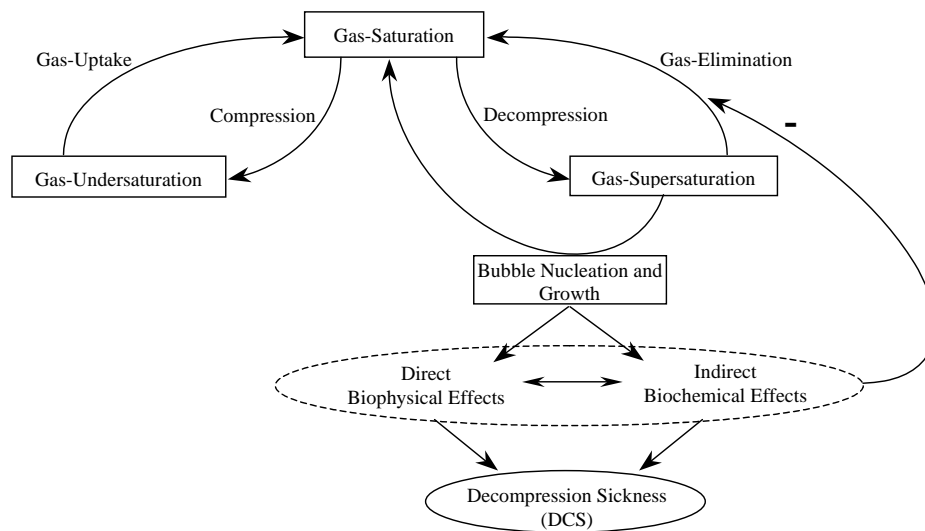 Gas-Saturation
Gas-Uptake
Gas-Elimination
Compression
Decompression
-
Gas-Undersaturation
Gas-Supersaturation
Bubble Nucleation and
Growth
Direct
Biophysical Effects
Indirect
Biochemical Effects
Decompression Sickness
(DCS)